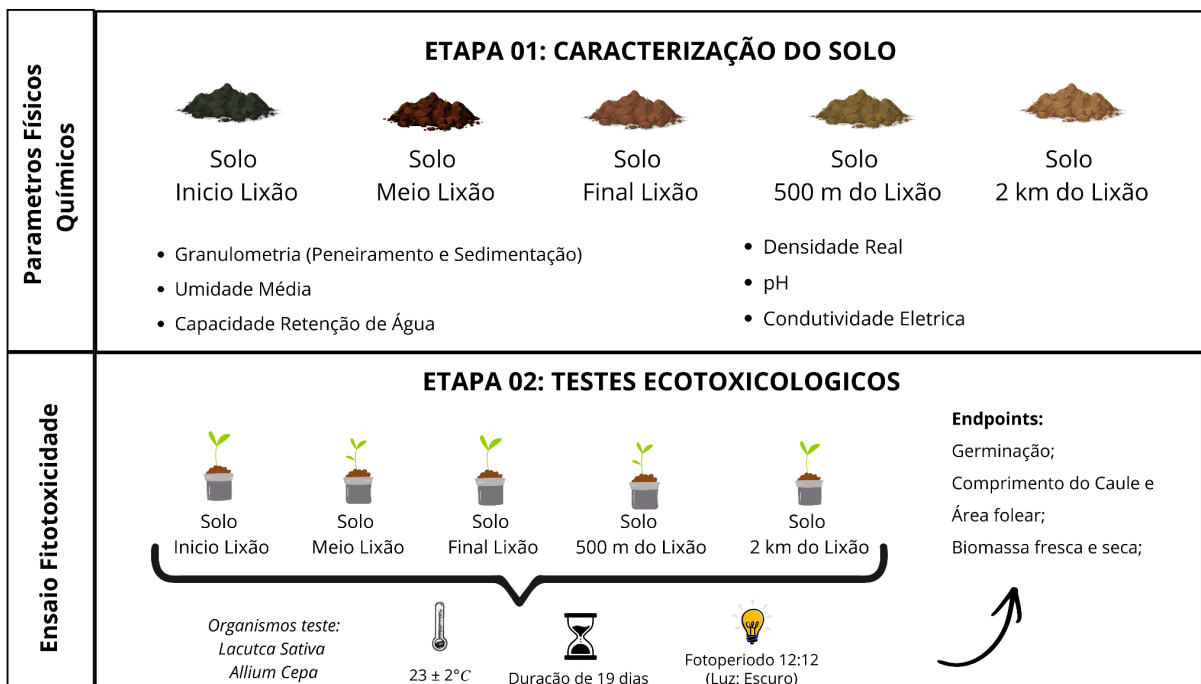 Parametros Físicos
Químicos
ETAPA 01: CARACTERIZAÇÃO DO SOLO
Solo
Inicio Lixão
Solo
Meio Lixão
Solo
Final Lixão
Solo
500 m do Lixão
Solo
2 km do Lixão
• Granulometria (Peneiramento e Sedimentação)
• Umidade Média
• Capacidade Retenção de Água
• Densidade Real
• pH
• Condutividade Eletrica
Ensaio Fitotoxicidade
ETAPA 02: TESTES ECOTOXICOLOGICOS
Solo
Inicio Lixão
Solo
Meio Lixão
Solo
Final Lixão
Solo
500 m do Lixão
Solo
2 km do Lixão
Endpoints:
Germinação;
Comprimento do Caule e
Área folear;
Biomassa fresca e seca;
Organismos teste:
Lacutca Sativa
Allium Cepa
23 ± 2°C
Duração de 19 dias
Fotoperiodo 12:12
(Luz: Escuro)